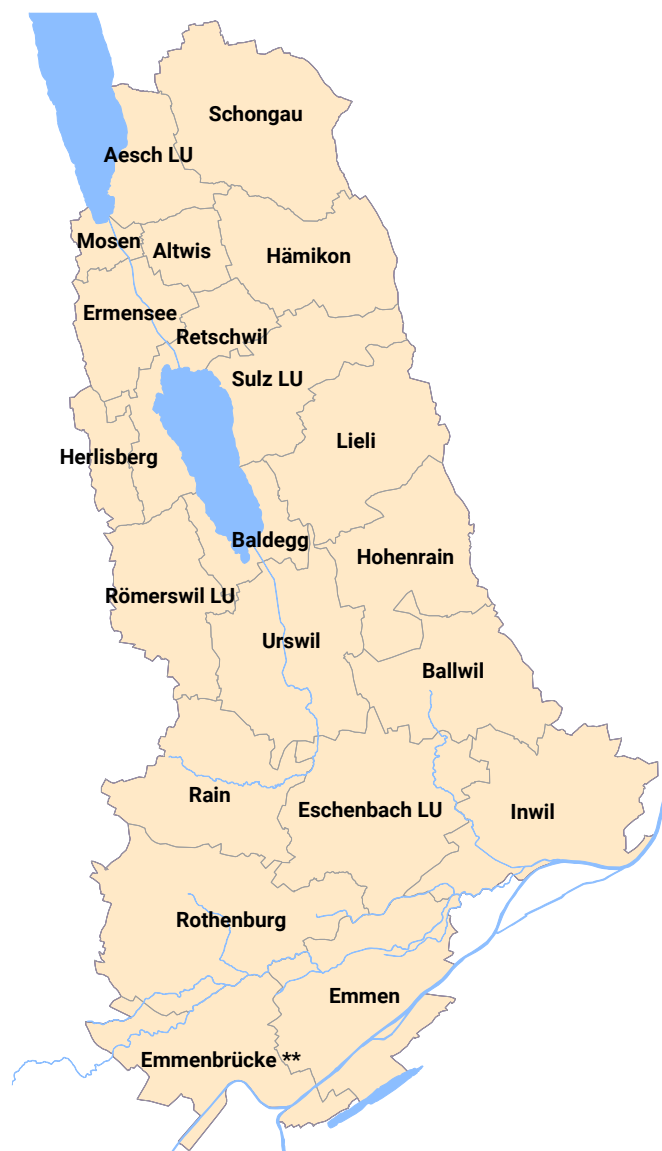 Schongau
Aesch LU
Mosen
Altwis
Hämikon
Ermensee
Retschwil
Sulz LU
Lieli
Herlisberg
Baldegg
Hohenrain
Römerswil LU
Urswil
Ballwil
Rain
Eschenbach LU
Inwil
Rothenburg
Emmen
Emmenbrücke **